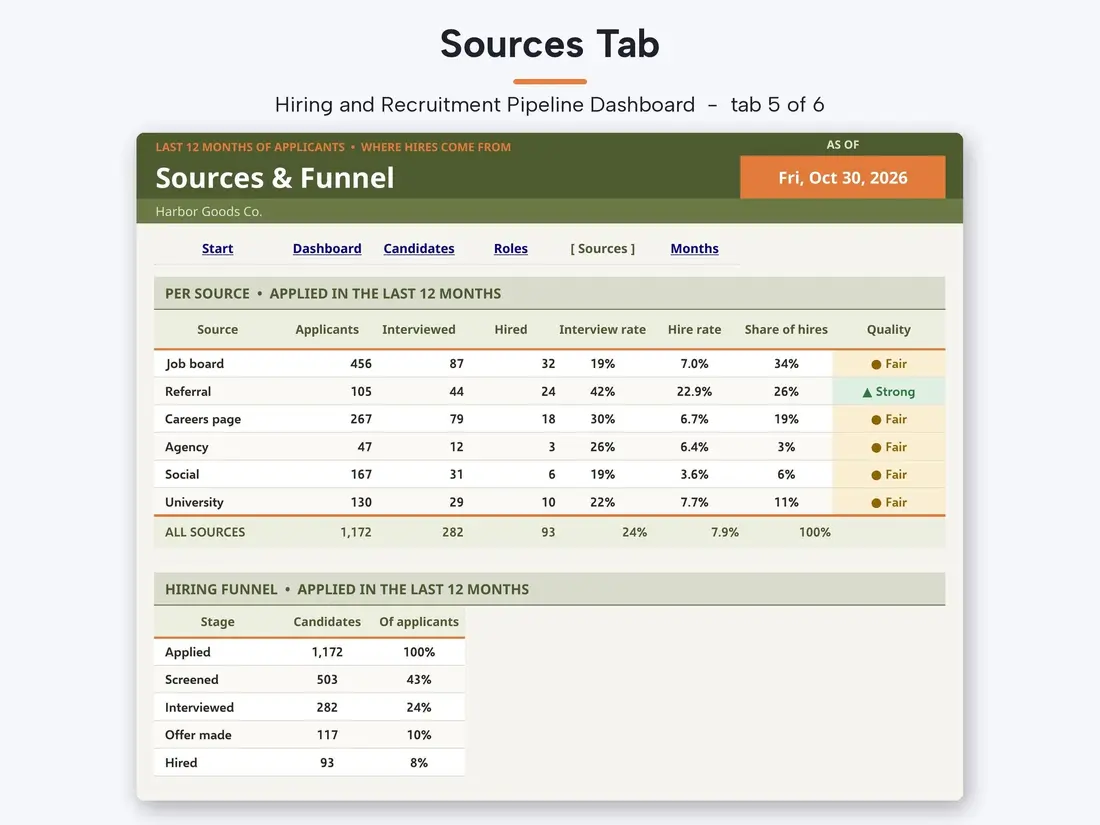 Sources Tab
Hiring and Recruitment Pipeline Dashboard - tab 5 of 6
LAST 12 MONTHS OF APPLICANTS • WHERE HIRES COME FROM
AS OF
Sources & Funnel
Fri, Oct 30, 2026
Harbor Goods Co.
Start Dashboard Candidates Roles [ Sources ] Months
PER SOURCE • APPLIED IN THE LAST 12 MONTHS
Source Applicants Interviewed Hired Interview rate Hire rate Share of hires Quality
Job board 456 87 32 19% 7.0% 34% ● Fair
Referral 105 44 24 42% 22.9% 26% ▲ Strong
Careers page 267 79 18 30% 6.7% 19% ● Fair
Agency 47 12 3 26% 6.4% 3% ● Fair
Social 167 31 6 19% 3.6% 6% ● Fair
University 130 29 10 22% 7.7% 11% ● Fair
ALL SOURCES 1,172 282 93 24% 7.9% 100%
HIRING FUNNEL • APPLIED IN THE LAST 12 MONTHS
Stage Candidates Of applicants
Applied 1,172 100%
Screened 503 43%
Interviewed 282 24%
Offer made 117 10%
Hired 93 8%